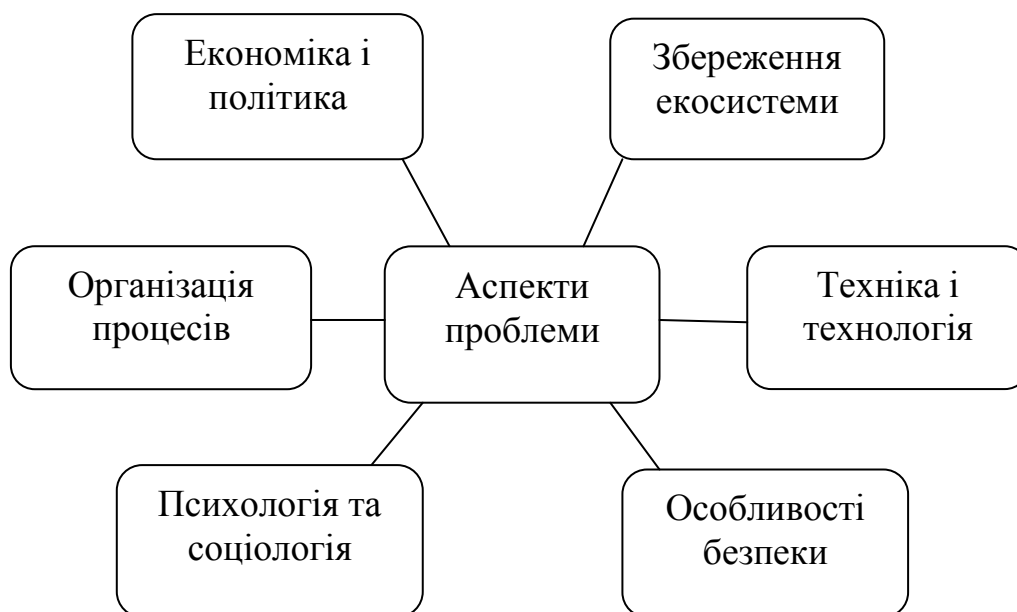 Економіка і
політика
Збереження
екосистеми
Організація
процесів
Аспекти
проблеми
Техніка і
технологія
Психологія та
соціологія
Особливості
безпеки